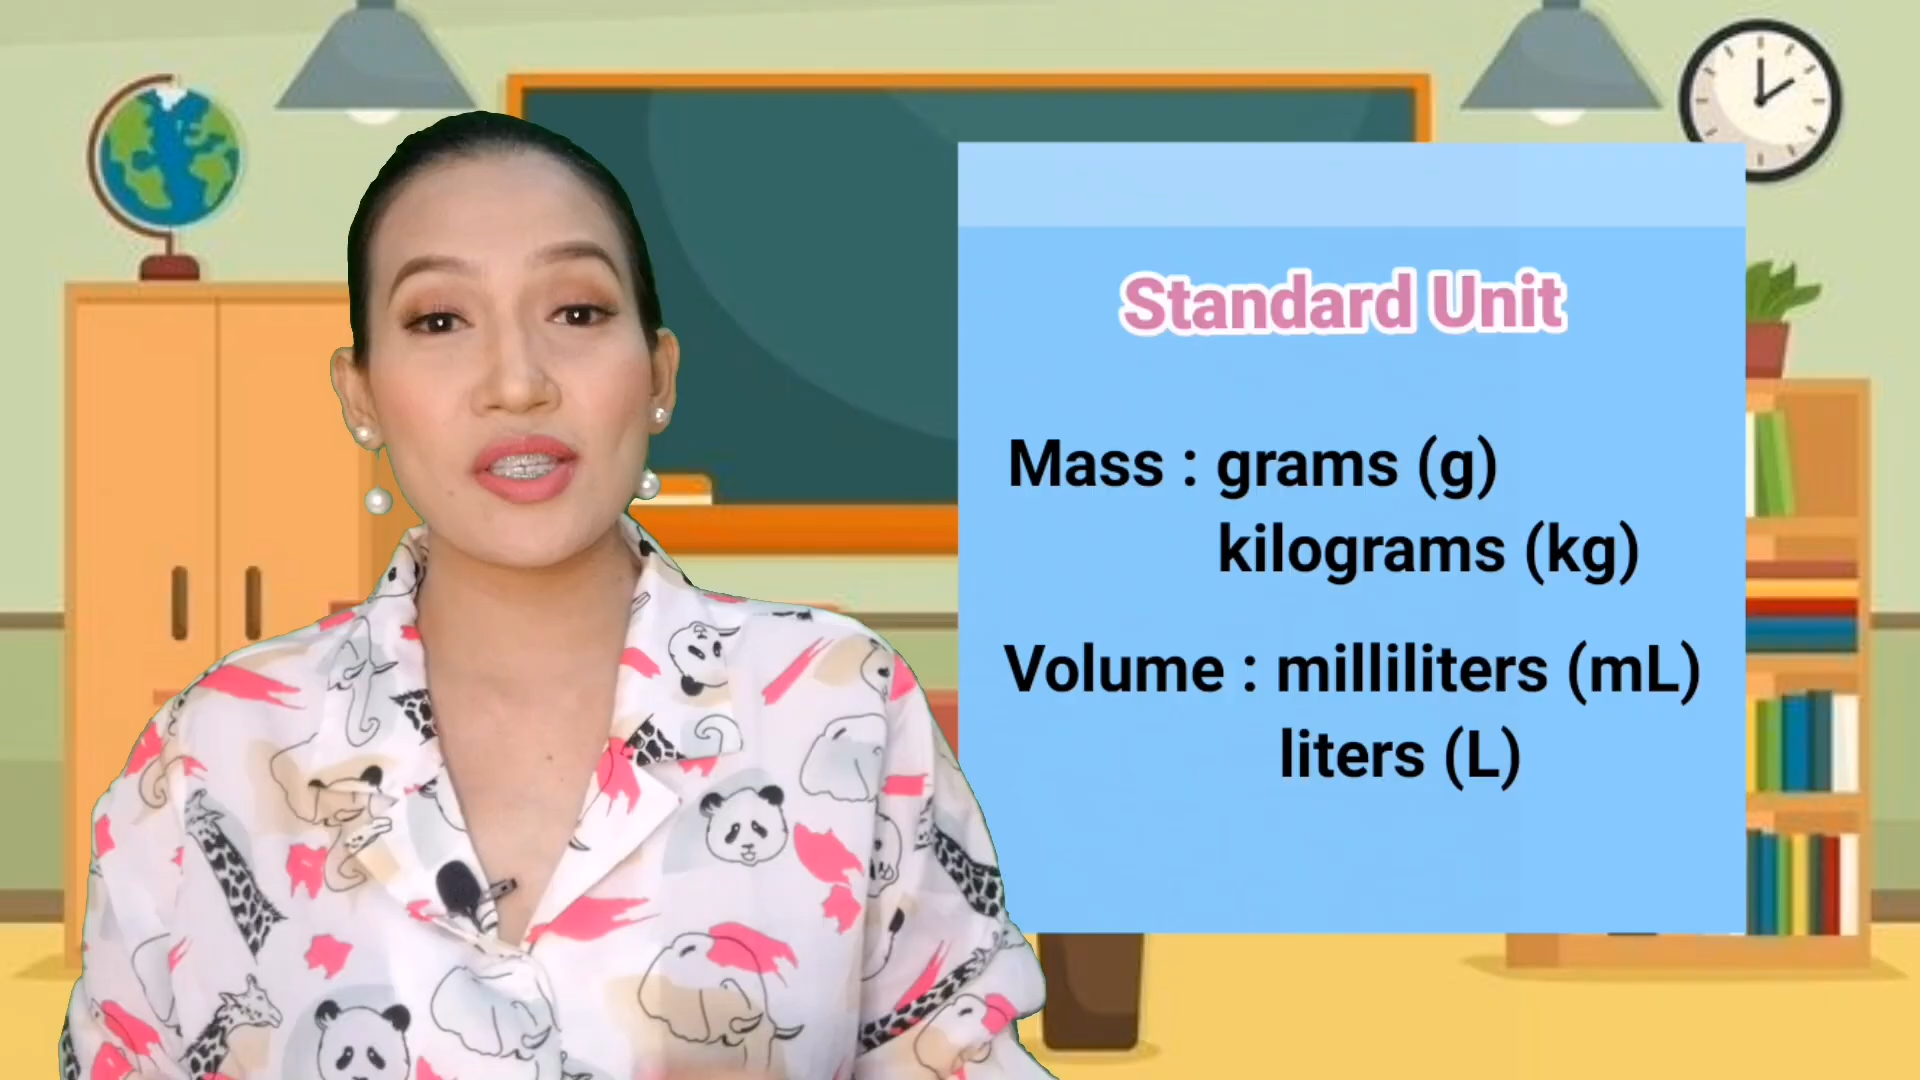 Standard Unit
Mass : grams (g)
kilograms (kg)
Volume : milliliters (mL)
liters (L)